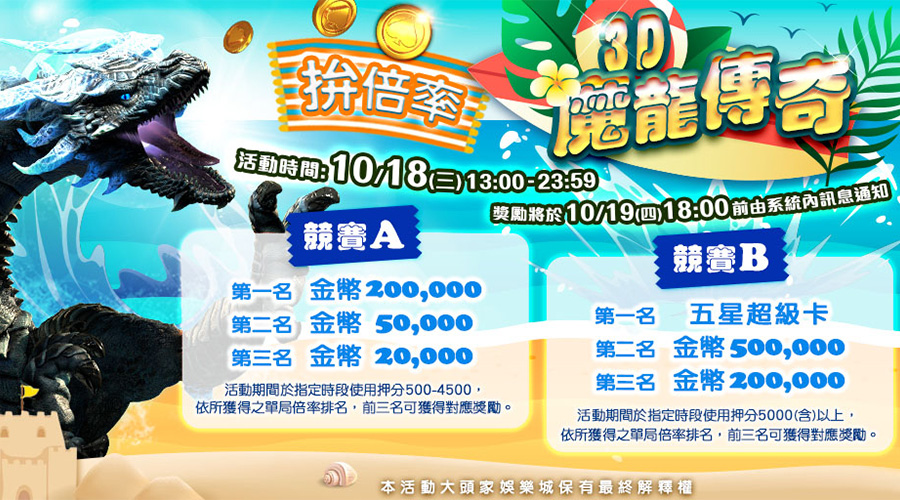 拚倍率
3D
魔龍傳奇
活動時間:10/18(三)13:00-23:59
獎勵將於10/19(四)18:00前由系統內訊息通知
競賽A
第一名 金幣 200,000
第二名 金幣 50,000
第三名 金幣 20,000
活動期間於指定時段使用押分500-4500,
依所獲得之單局倍率排名,前三名可獲得對應獎勵。
競賽B
第一名 五星超級卡
第二名 金幣 500,000
第三名 金幣 200,000
活動期間於指定時段使用押分5000(含)以上,
依所獲得之單局倍率排名,前三名可獲得對應獎勵。
本活動大頭家娛樂城保有最終解釋權